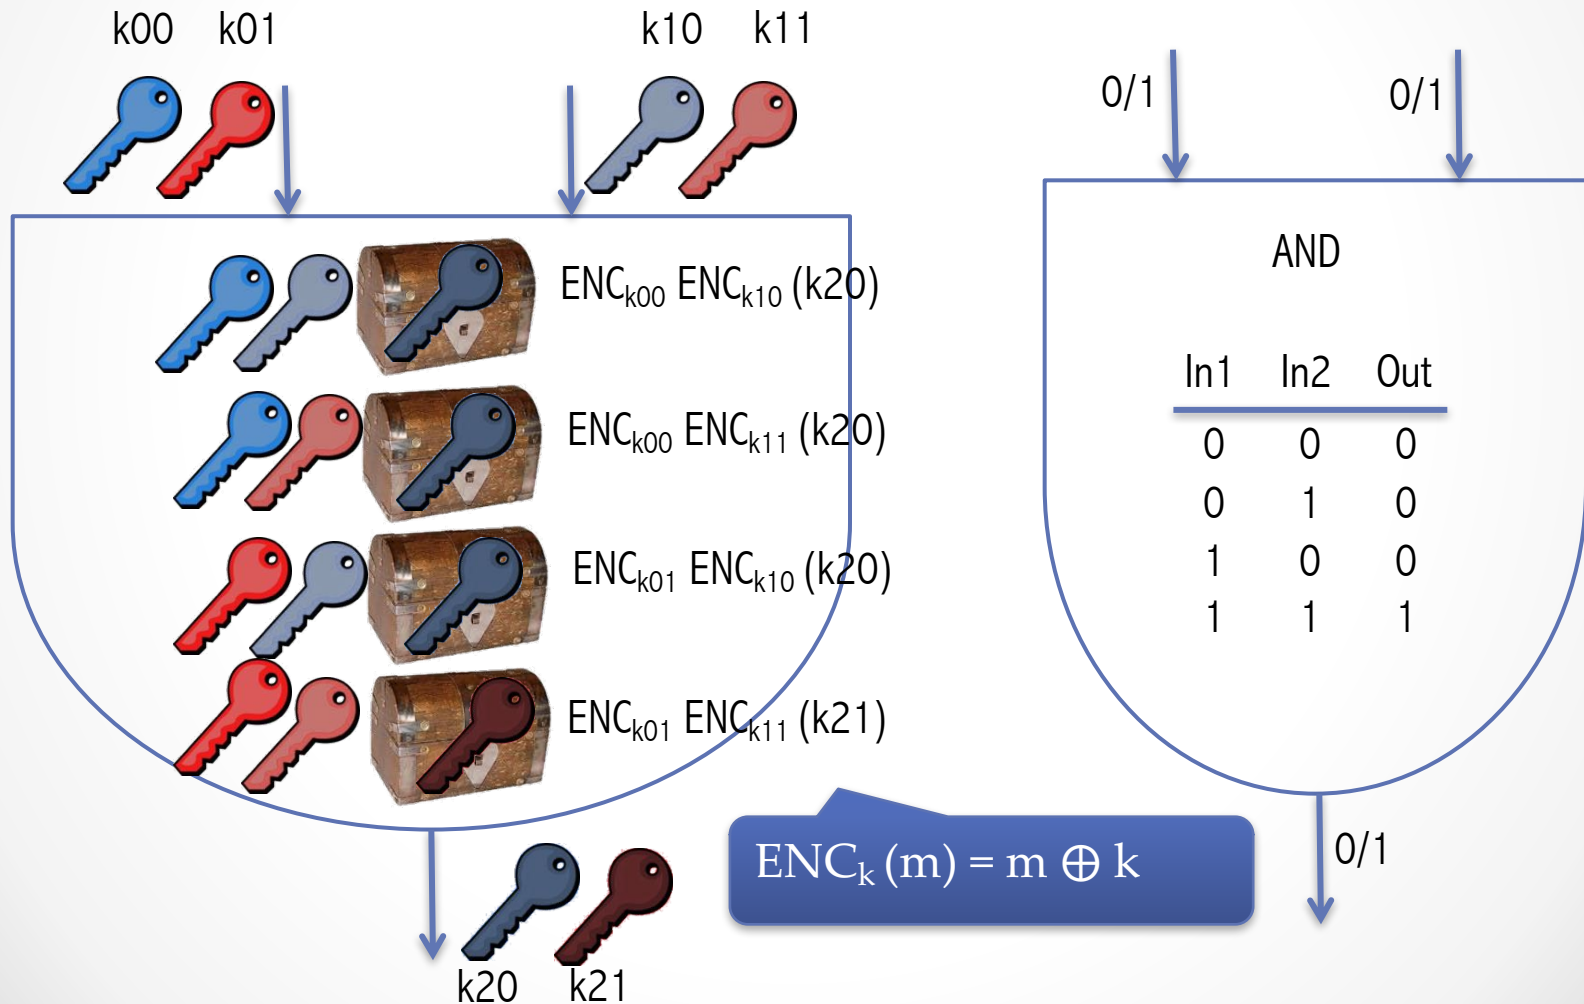 k00 k01
k10 k11
0/1
0/1
ENCk00 ENCk10 (k20)
ENCk00 ENCk11 (k20)
ENCk01 ENCk10 (k20)
ENCk01 ENCk11 (k21)
ENCk (m) = m ⊕ k
k20 k21
AND
In1 In2 Out
0 0 0
0 1 0
1 0 0
1 1 1
0/1